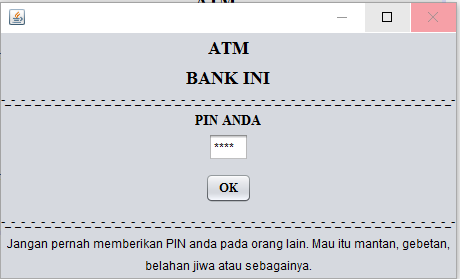 ATM
BANK INI
PIN ANDA
****
OK
Jangan pernah memberikan PIN anda pada orang lain. Mau itu mantan, gebetan,
belahan jiwa atau sebagainya.